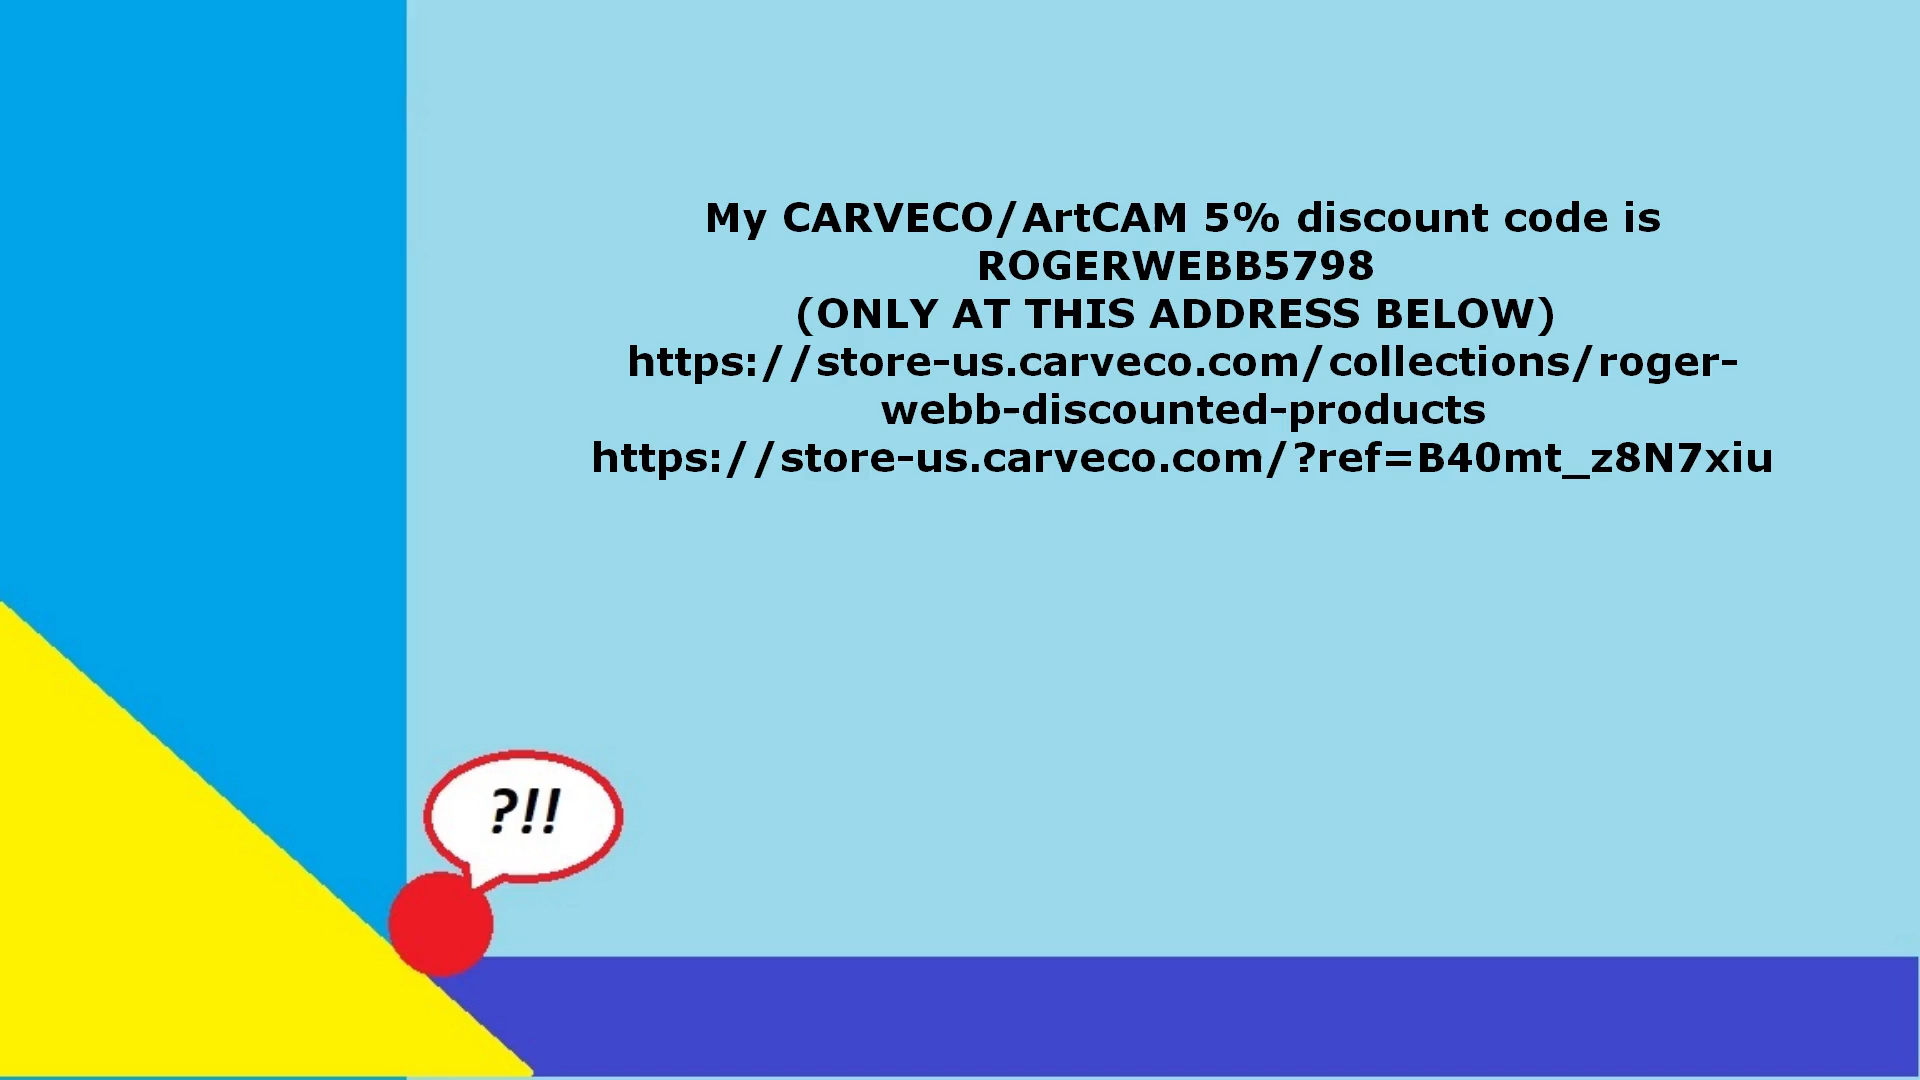 My CARVECO/ArtCAM 5% discount code is
ROGERWEBB5798
(ONLY AT THIS ADDRESS BELOW)
https://store-us.carveco.com/collections/roger-
webb-discounted-products
https://store-us.carveco.com/?ref=B40mt_z8N7xiu
?!!